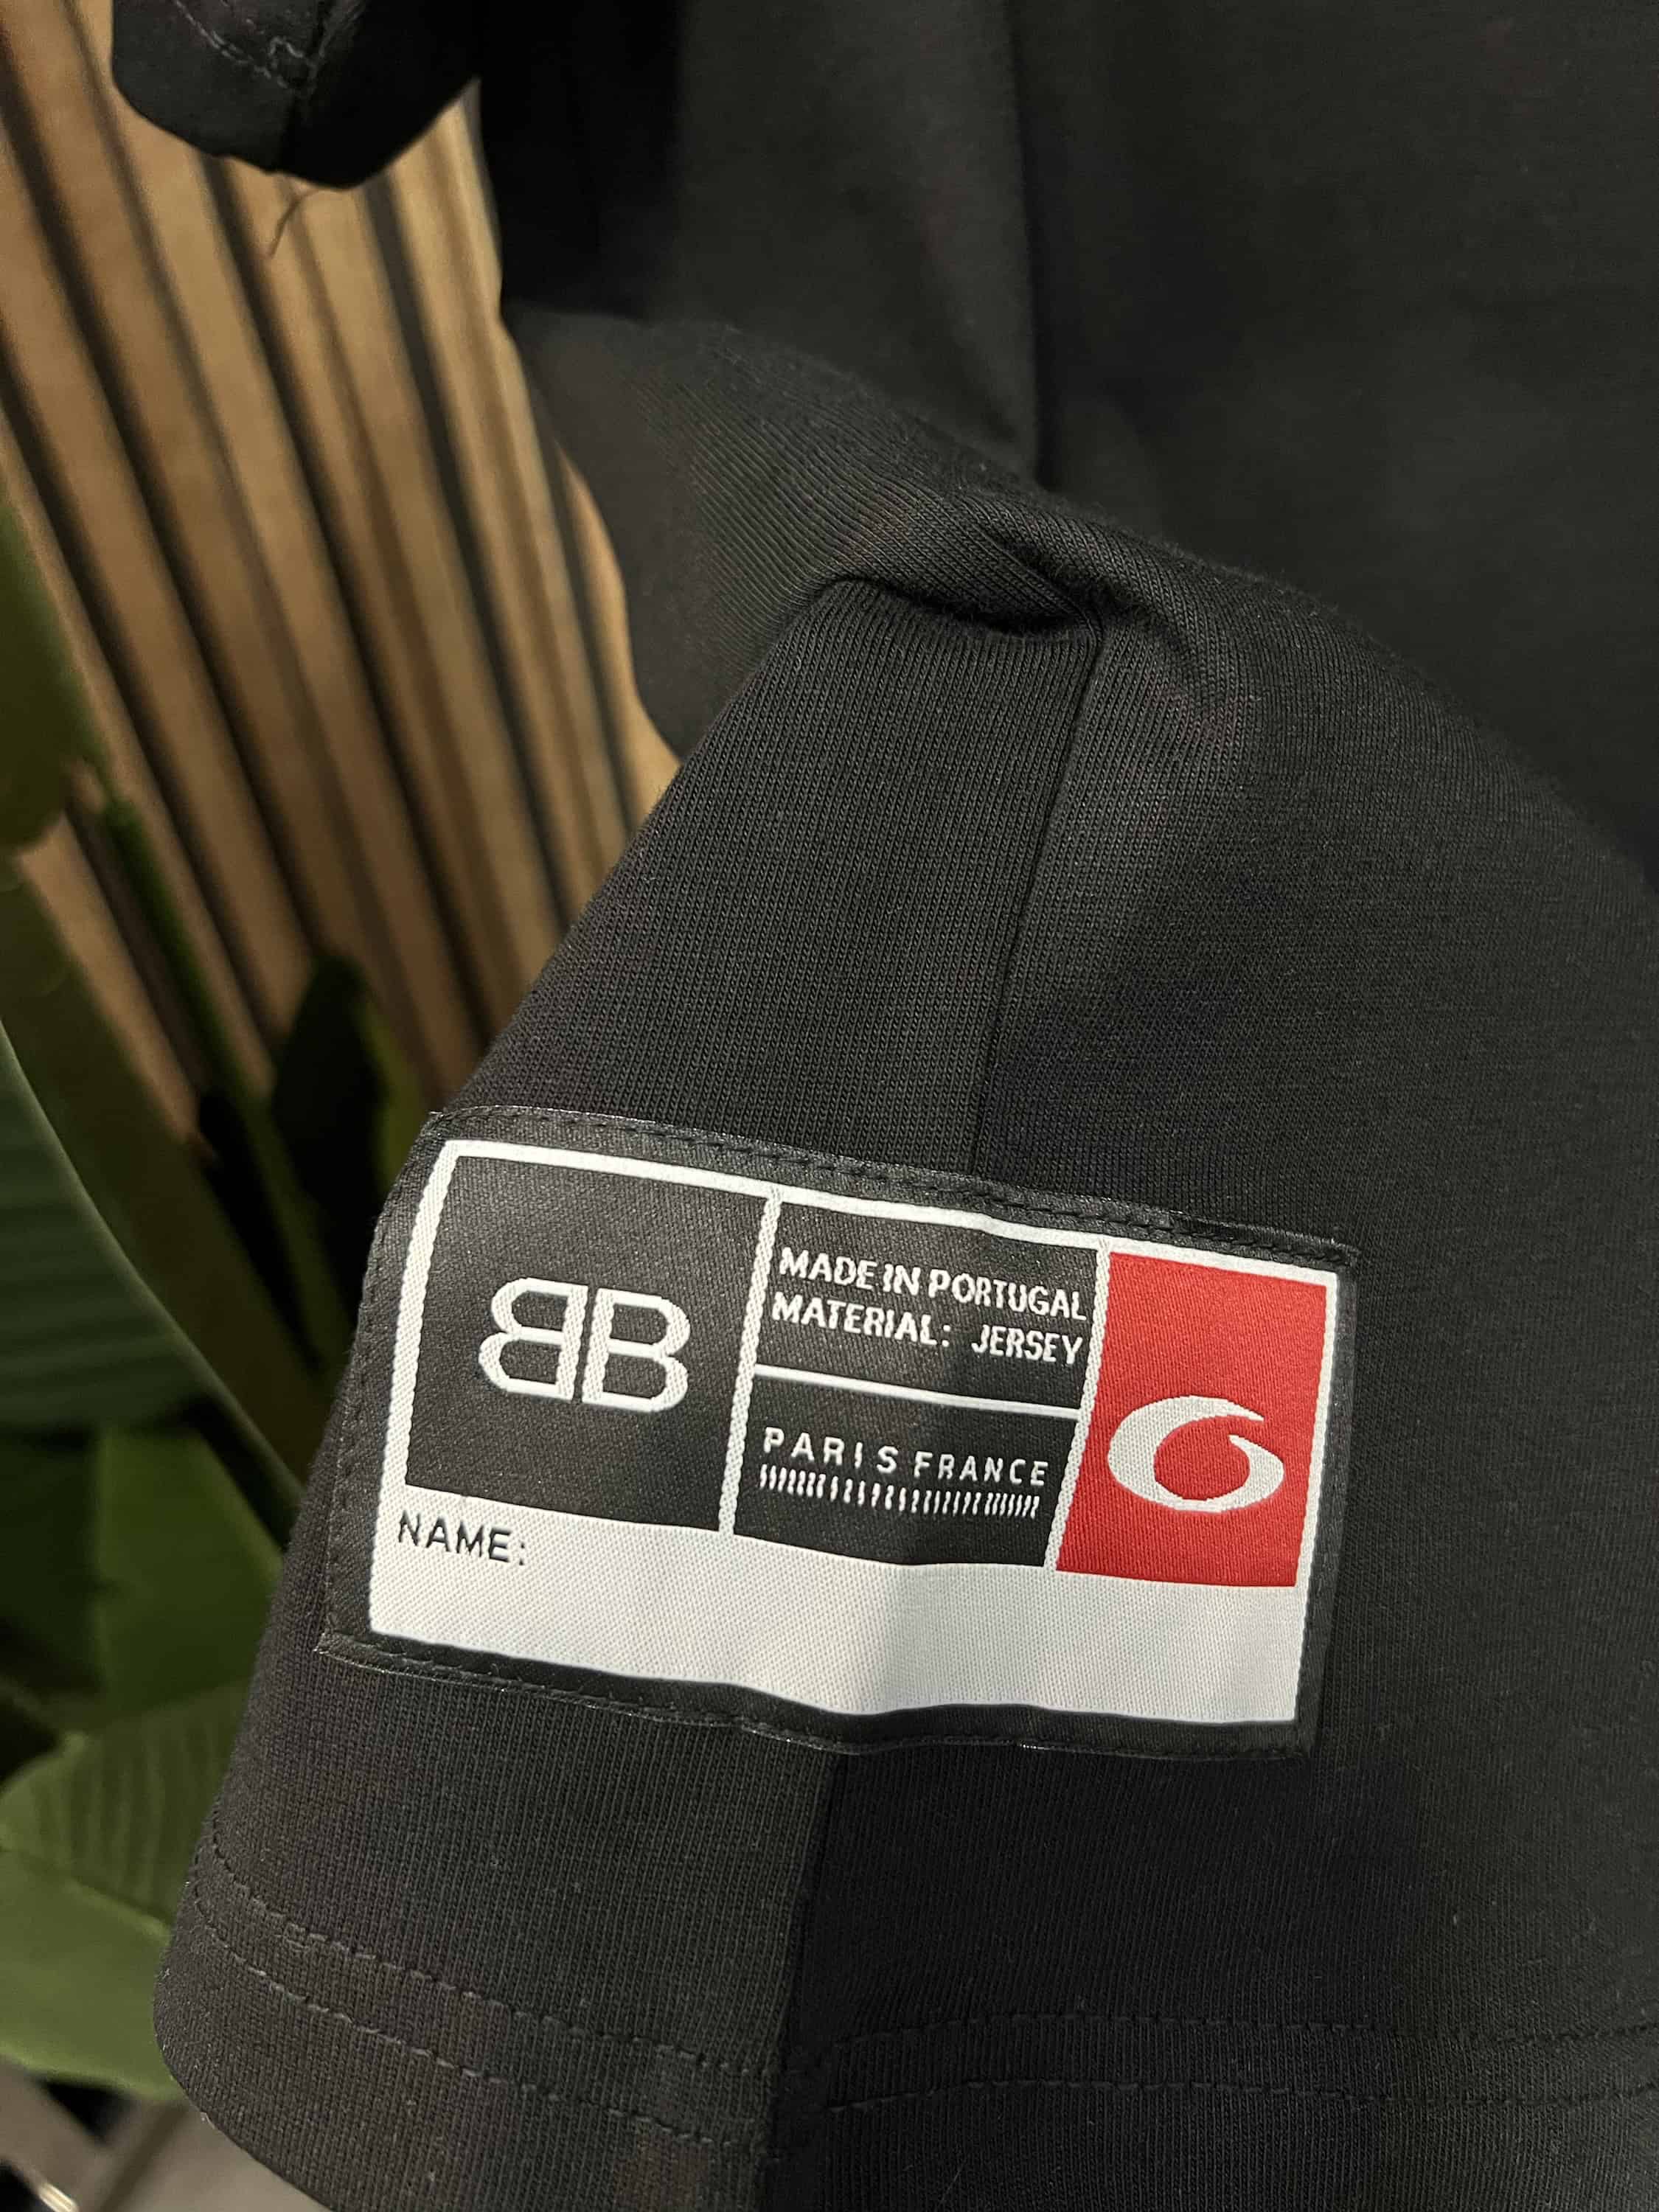 BB
MADE IN PORTUGAL
MATERIAL: JERSEY
PARIS FRANCE
NAME: